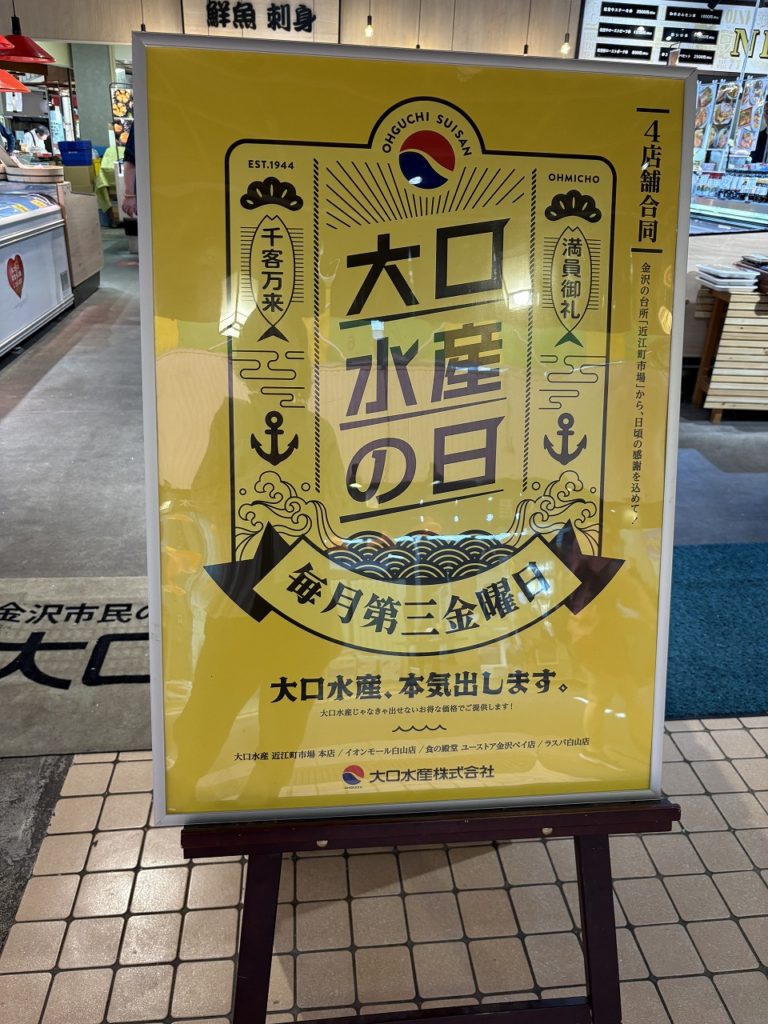 鮮魚 刺身
OHGUCHI SUISAN
EST.1944
OHMICHO
千客万来
満員御礼
大口
水産
の日
毎月第三金曜日
4店舗合同
金沢の台所「近江町市場」から、日頃の感謝を込めて！
大口水産、本気出します。
大口水産じゃなきゃ出せないお得な価格でご提供します！
大口水産 近江町市場 本店 / イオンモール白山店 / 食の殿堂 ユーストア金沢ベイ店 / ラスパ白山店
大口水産株式会社
金沢市民の
大口